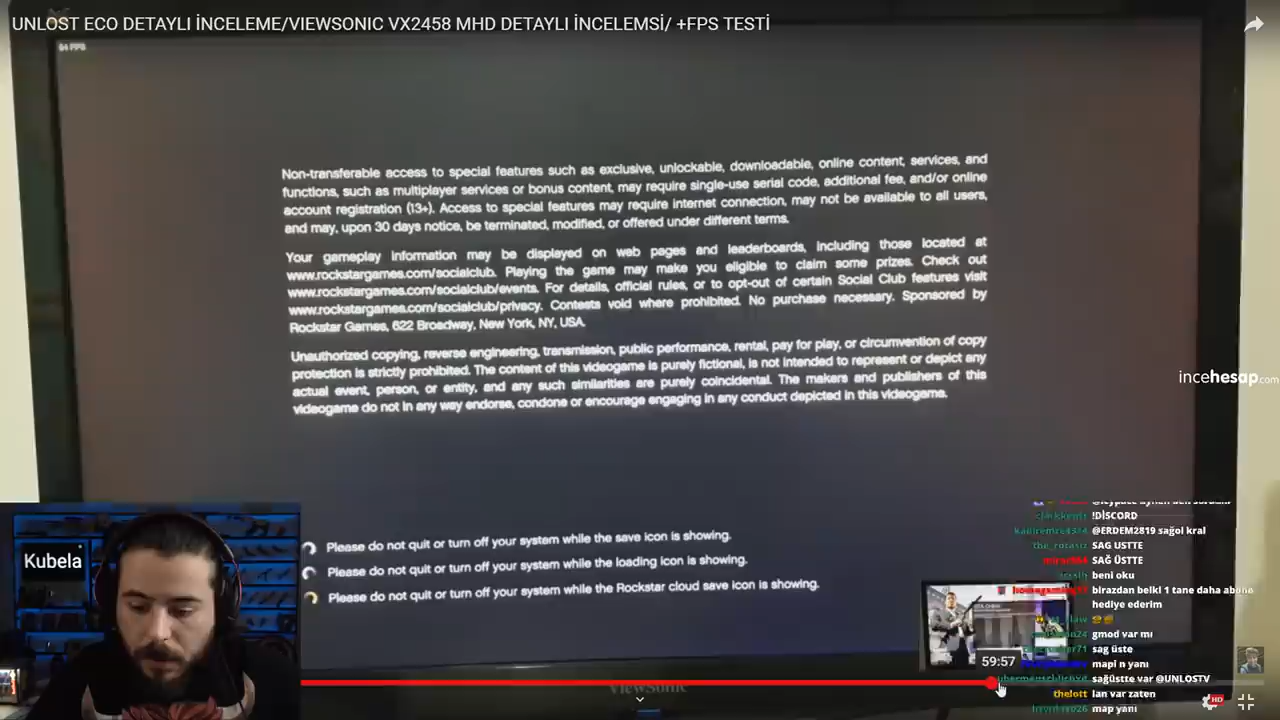 UNLOST ECO DETAYLI İNCELEME/VIEWSONIC VX2458 MHD DETAYLI İNCELEMSİ/ +FPS TESTİ
64 FPS
Non-transferable access to special features such as exclusive, unlockable, downloadable, online content, services, and
functions, such as multiplayer services or bonus content, may require single-use serial code, additional fee, and/or online
account registration (13+). Access to special features may require internet connection, may not be available to all users,
and may, upon 30 days notice, be terminated, modified, or offered under different terms.
Your gameplay information may be displayed on web pages and leaderboards, including those located at
www.rockstargames.com/socialclub. Playing the game may make you eligible to claim some prizes. Check out
www.rockstargames.com/socialclub/events. For details, official rules, or to opt-out of certain Social Club features visit
www.rockstargames.com/socialclub/privacy. Contests void where prohibited. No purchase necessary. Sponsored by
Rockstar Games, 622 Broadway, New York, NY, USA.
Unauthorized copying, reverse engineering, transmission, public performance, rental, pay for play, or circumvention of copy
protection is strictly prohibited. The content of this videogame is purely fictional, is not intended to represent or depict any
actual event, person, or entity, and any such similarities are purely coincidental. The makers and publishers of this
videogame do not in any way endorse, condone or encourage engaging in any conduct depicted in this videogame.
incehesap.com
Please do not quit or turn off your system while the save icon is showing.
Please do not quit or turn off your system while the loading icon is showing.
Please do not quit or turn off your system while the Rockstar cloud save icon is showing.
Kubela
!DİSCORD
@ERDEM2819 sağol kral
SAG USTTE
SAĞ ÜSTTE
beni oku
birazdan belki 1 tane daha abone
hediye ederim
gmod var mı
sag üste
mapi n yanı
sağüstte var @UNLOSTV
thelott lan var zaten
map yanı
59:57
ViewSonic
HD